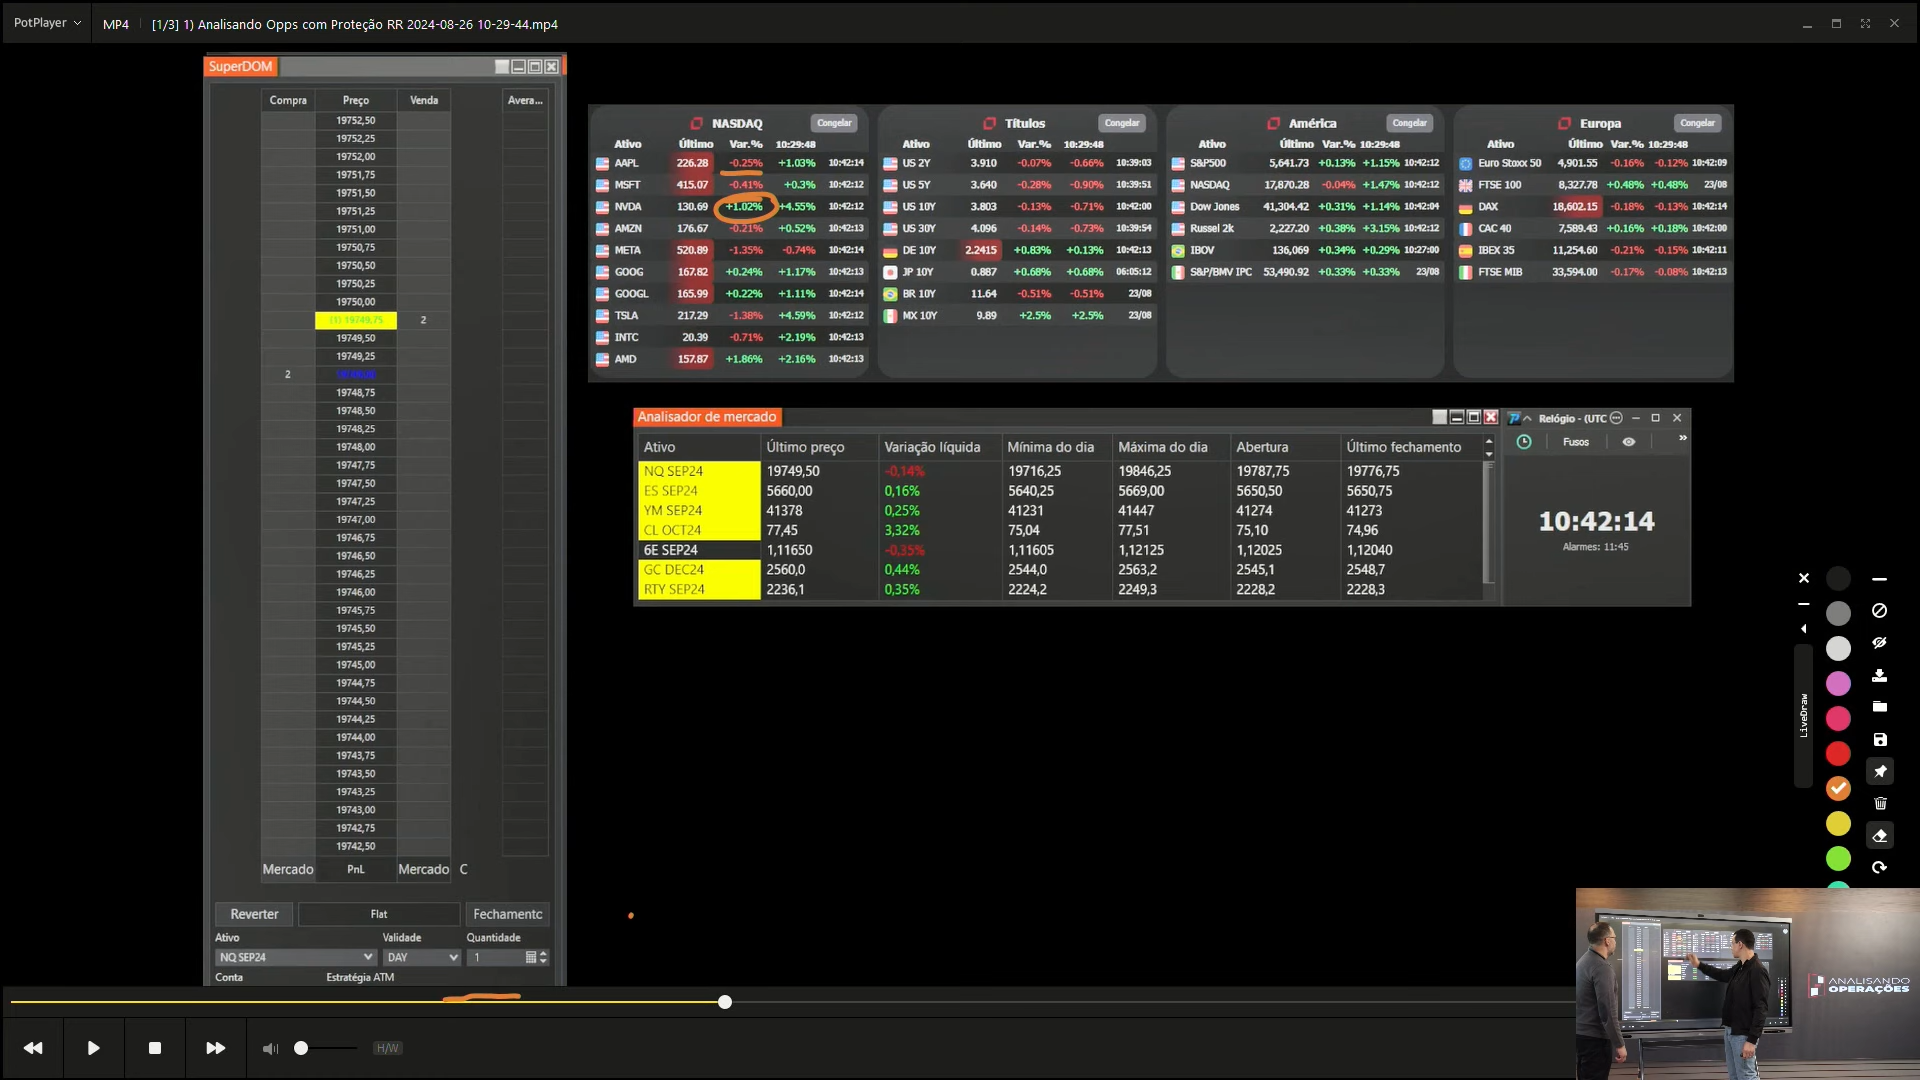 PotPlayer MP4 [1/3] 1) Analisando Opps com Proteção RR 2024-08-26 10-29-44.mp4
SuperDOM
Compra Preço Venda Avera...
19752,50
19752,25
19752,00
19751,75
19751,50
19751,25
19751,00
19750,75
19750,50
19750,25
19750,00
(1) 19749,75 2
19749,50
19749,25
2
19748,75
19748,50
19748,25
19748,00
19747,75
19747,50
19747,25
19747,00
19746,75
19746,50
19746,25
19746,00
19745,75
19745,50
19745,25
19745,00
19744,75
19744,50
19744,25
19744,00
19743,75
19743,50
19743,25
19743,00
19742,75
19742,50
Mercado PnL Mercado C
Reverter Flat Fechamento
Ativo Validade Quantidade
NQ SEP24 DAY 1
Conta Estratégia ATM
NASDAQ Congelar
Ativo Último Var.% 10:29:48
AAPL 226.28 -0.25% +1.03% 10:42:14
MSFT 415.07 -0.41% +0.3% 10:42:12
NVDA 130.69 +1.02% +4.55% 10:42:12
AMZN 176.67 -0.21% +0.52% 10:42:13
META 520.89 -1.35% -0.74% 10:42:14
GOOG 167.82 +0.24% +1.17% 10:42:13
GOOGL 165.99 +0.22% +1.11% 10:42:14
TSLA 217.29 -1.38% +4.59% 10:42:12
INTC 20.39 -0.71% +2.19% 10:42:13
AMD 157.87 +1.86% +2.16% 10:42:13
Títulos Congelar
Ativo Último Var.% 10:29:48
US 2Y 3.910 -0.07% -0.66% 10:39:03
US 5Y 3.640 -0.28% -0.90% 10:39:51
US 10Y 3.803 -0.13% -0.71% 10:42:00
US 30Y 4.096 -0.14% -0.73% 10:39:54
DE 10Y 2.2415 +0.83% +0.13% 10:42:13
JP 10Y 0.887 +0.68% +0.68% 06:05:12
BR 10Y 11.64 -0.51% -0.51% 23/08
MX 10Y 9.89 +2.5% +2.5% 23/08
América Congelar
Ativo Último Var.% 10:29:48
S&P500 5,641.73 +0.13% +1.15% 10:42:12
NASDAQ 17,870.28 -0.04% +1.47% 10:42:12
Dow Jones 41,304.42 +0.31% +1.14% 10:42:04
Russel 2k 2,227.20 +0.38% +3.15% 10:42:12
IBOV 136,069 +0.34% +0.29% 10:27:00
S&P/BMV IPC 53,490.92 +0.33% +0.33% 23/08
Europa Congelar
Ativo Último Var.% 10:29:48
Euro Stoxx 50 4,901.55 -0.16% -0.12% 10:42:09
FTSE 100 8,327.78 +0.48% +0.48% 23/08
DAX 18,602.15 -0.18% -0.13% 10:42:14
CAC 40 7,589.43 +0.16% +0.18% 10:42:00
IBEX 35 11,254.60 -0.21% -0.15% 10:42:11
FTSE MIB 33,594.00 -0.17% -0.08% 10:42:13
Analisador de mercado
Ativo Último preço Variação líquida Mínima do dia Máxima do dia Abertura Último fechamento
NQ SEP24 19749,50 -0,14% 19716,25 19846,25 19787,75 19776,75
ES SEP24 5660,00 0,16% 5640,25 5669,00 5650,50 5650,75
YM SEP24 41378 0,25% 41231 41447 41274 41273
CL OCT24 77,45 3,32% 75,04 77,51 75,10 74,96
6E SEP24 1,11650 -0,35% 1,11605 1,12125 1,12025 1,12040
GC DEC24 2560,0 0,44% 2544,0 2563,2 2545,1 2548,7
RTY SEP24 2236,1 0,35% 2224,2 2249,3 2228,2 2228,3
Relógio - (UTC
Fusos
10:42:14
Alarmes: 11:45
LiveDraw
ANALISANDO
OPERAÇÕES
H/W